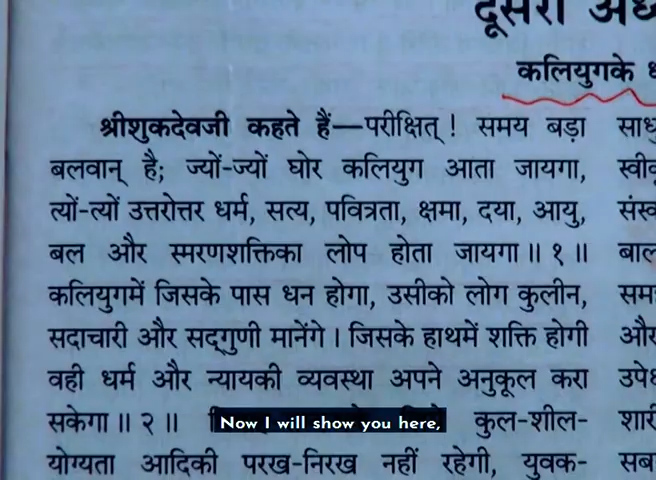 दूसरा
कलियुगके
श्रीशुकदेवजी कहते हैं—परीक्षित् ! समय बड़ा
बलवान् है; ज्यों-ज्यों घोर कलियुग आता जायगा,
त्यों-त्यों उत्तरोत्तर धर्म, सत्य, पवित्रता, क्षमा, दया, आयु,
बल और स्मरणशक्तिका लोप होता जायगा ॥ १ ॥
कलियुगमें जिसके पास धन होगा, उसीको लोग कुलीन,
सदाचारी और सद्‌गुणी मानेंगे । जिसके हाथमें शक्ति होगी
वही धर्म और न्यायकी व्यवस्था अपने अनुकूल करा
सकेगा ॥ २ ॥ कुल-शील-
Now I will show you here,
योग्यता आदिकी परख-निरख नहीं रहेगी, युवक-
और